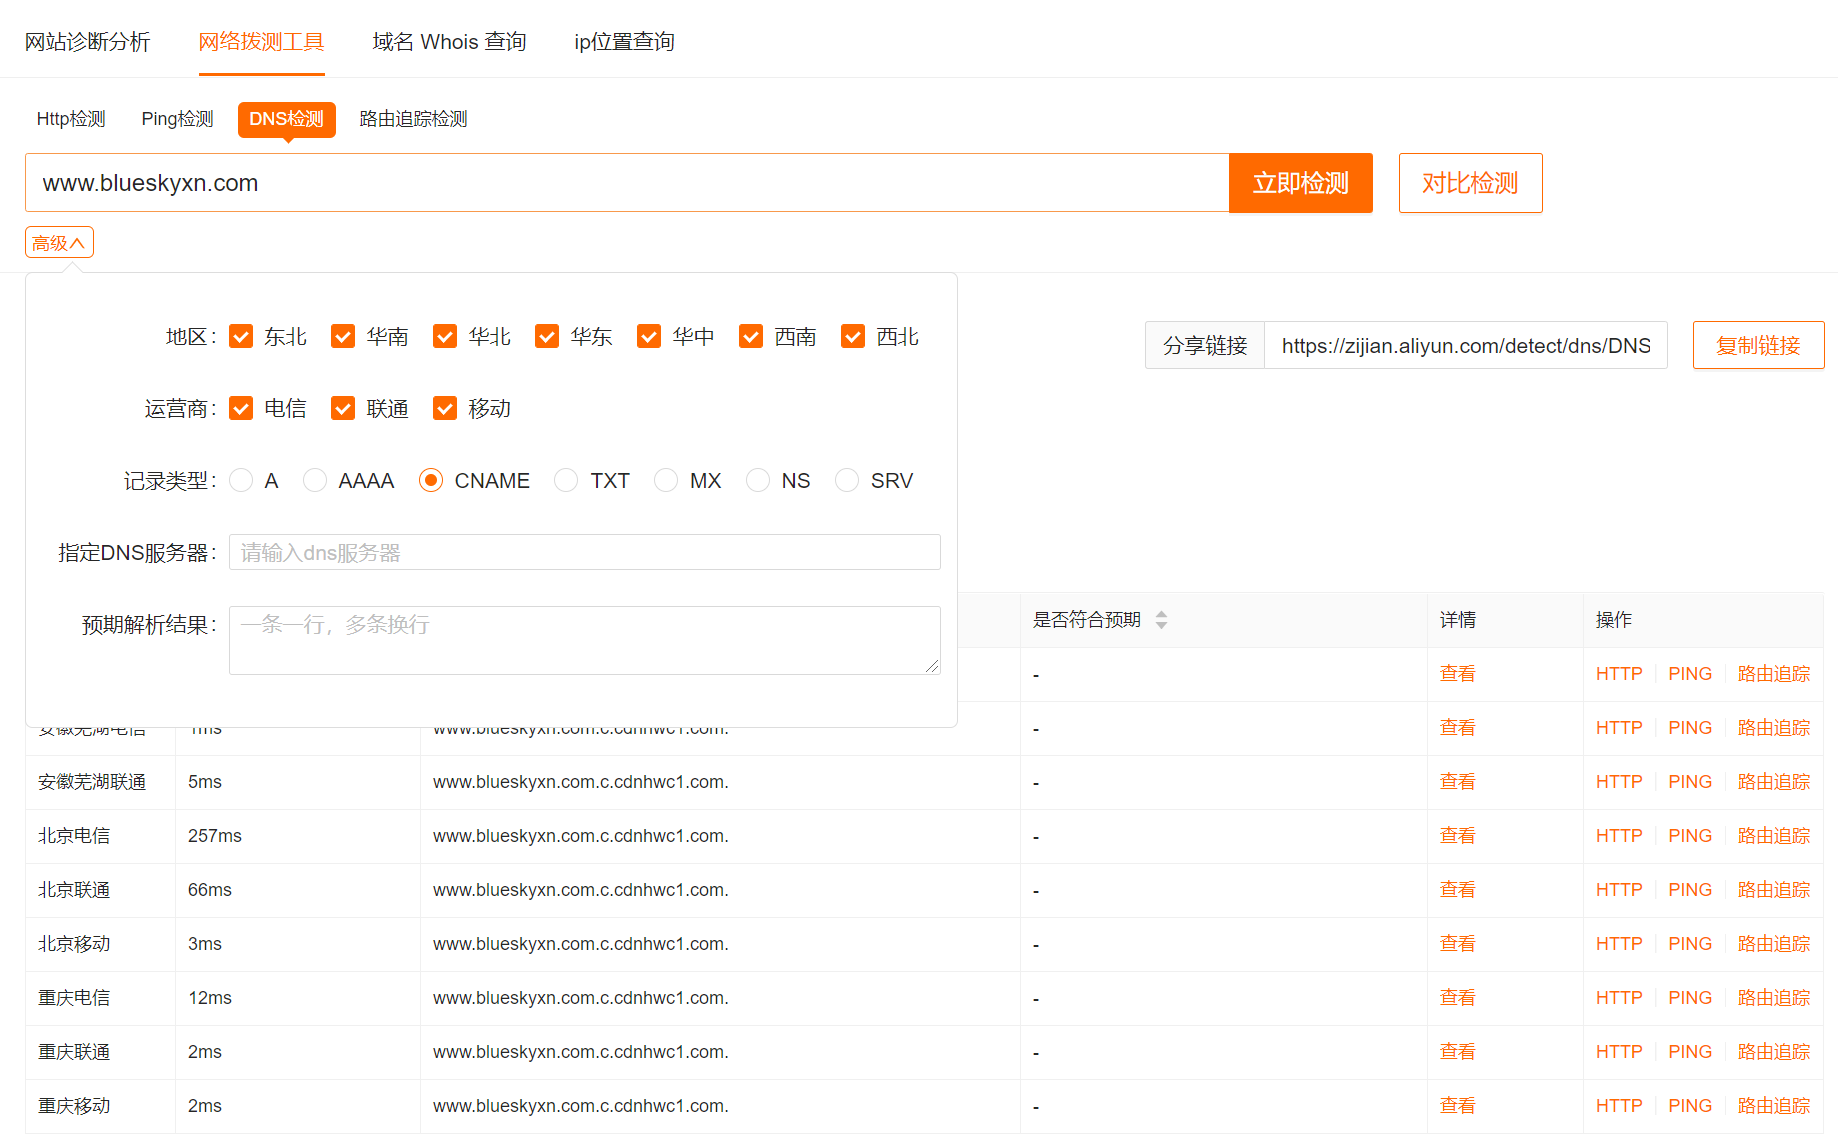 网站诊断分析 网络拨测工具 域名 Whois 查询 ip位置查询
Http检测 Ping检测 DNS检测 路由追踪检测
www.blueskyxn.com 立即检测 对比检测
高级
地区： 东北 华南 华北 华东 华中 西南 西北
分享链接 https://zijian.aliyun.com/detect/dns/DNS 复制链接
运营商： 电信 联通 移动
记录类型： A AAAA CNAME TXT MX NS SRV
指定DNS服务器： 请输入dns服务器
预期解析结果： 一条一行，多条换行
是否符合预期 详情 操作
- 查看 HTTP PING 路由追踪
安徽芜湖电信 1ms www.blueskyxn.com.c.cdnhwc1.com. - 查看 HTTP PING 路由追踪
安徽芜湖联通 5ms www.blueskyxn.com.c.cdnhwc1.com. - 查看 HTTP PING 路由追踪
北京电信 257ms www.blueskyxn.com.c.cdnhwc1.com. - 查看 HTTP PING 路由追踪
北京联通 66ms www.blueskyxn.com.c.cdnhwc1.com. - 查看 HTTP PING 路由追踪
北京移动 3ms www.blueskyxn.com.c.cdnhwc1.com. - 查看 HTTP PING 路由追踪
重庆电信 12ms www.blueskyxn.com.c.cdnhwc1.com. - 查看 HTTP PING 路由追踪
重庆联通 2ms www.blueskyxn.com.c.cdnhwc1.com. - 查看 HTTP PING 路由追踪
重庆移动 2ms www.blueskyxn.com.c.cdnhwc1.com. - 查看 HTTP PING 路由追踪